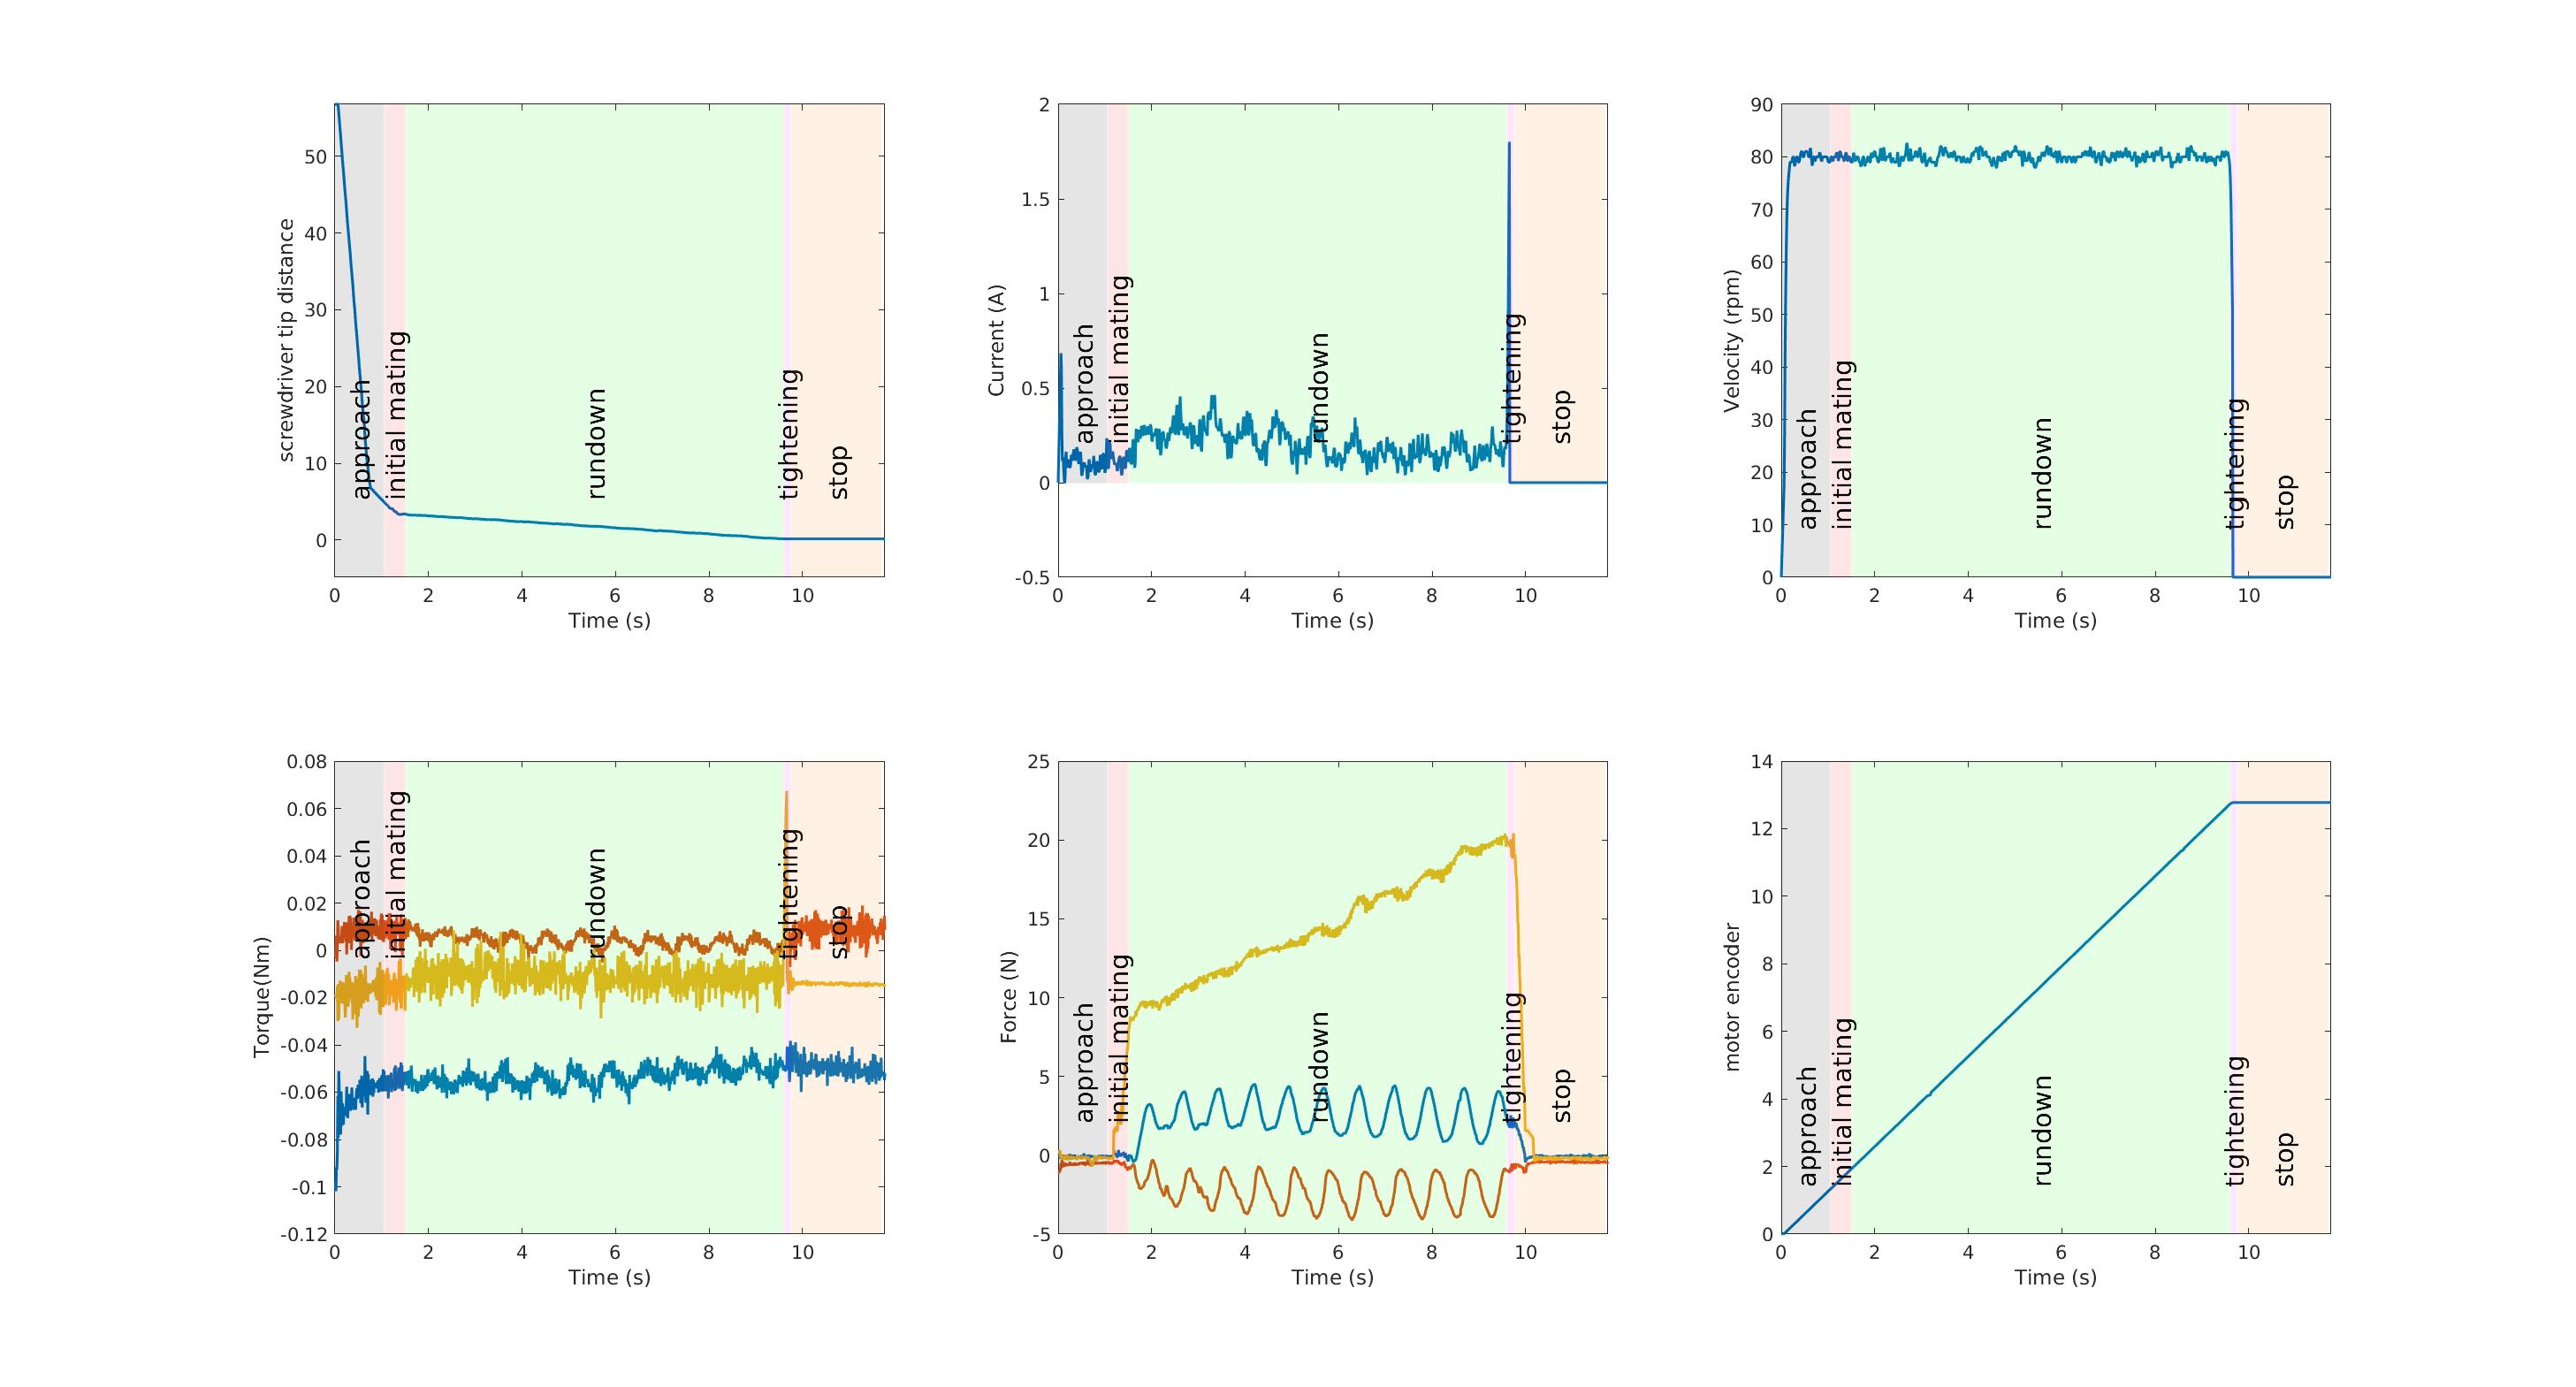 screwdriver tip distance
50
40
30
20
10
0
approach
initial mating
rundown
tightening
stop
0 2 4 6 8 10
Time (s)
Current (A)
2
1.5
1
0.5
0
-0.5
approach
initial mating
rundown
tightening
stop
0 2 4 6 8 10
Time (s)
Velocity (rpm)
90
80
70
60
50
40
30
20
10
0
approach
initial mating
rundown
tightening
stop
0 2 4 6 8 10
Time (s)
Torque(Nm)
0.08
0.06
0.04
0.02
0
-0.02
-0.04
-0.06
-0.08
-0.1
-0.12
approach
initial mating
rundown
tightening
stop
0 2 4 6 8 10
Time (s)
Force (N)
25
20
15
10
5
0
-5
approach
initial mating
rundown
tightening
stop
0 2 4 6 8 10
Time (s)
motor encoder
14
12
10
8
6
4
2
0
approach
initial mating
rundown
tightening
stop
0 2 4 6 8 10
Time (s)